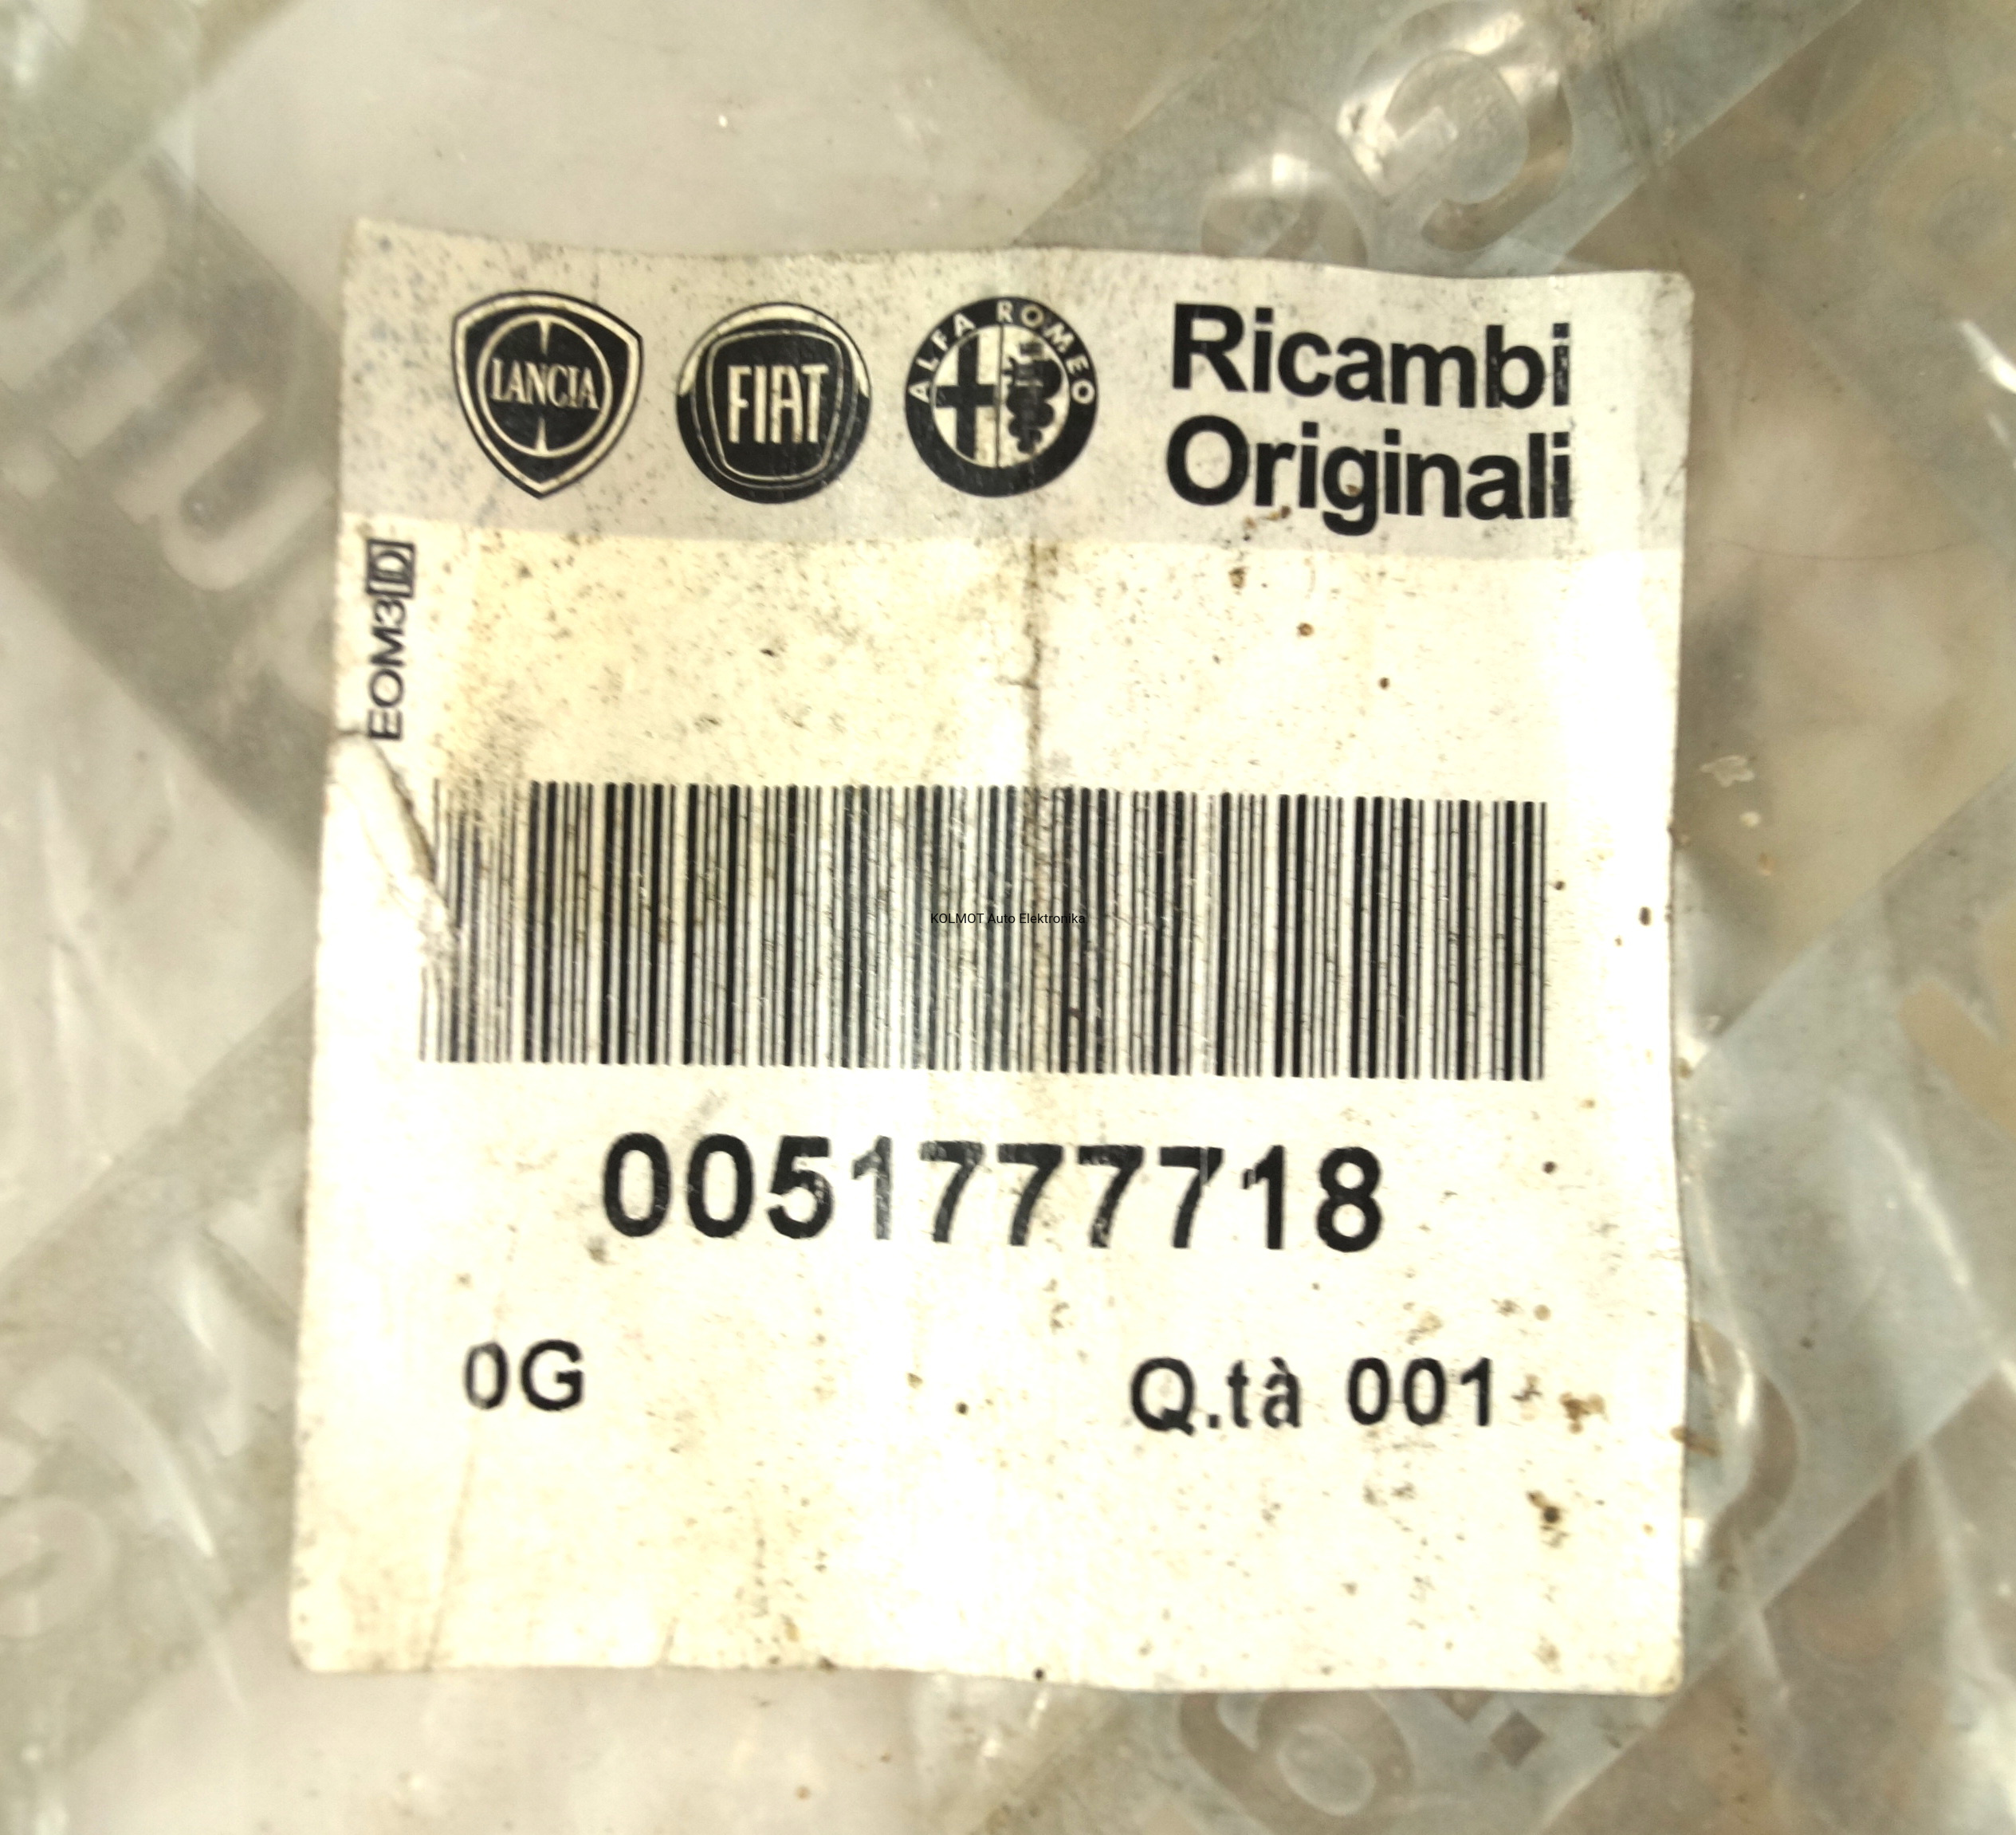 LANCIA
FIAT
ALFA ROMEO
Ricambi
Originali
EOM3D
KOLMOT Auto Elektronika
0051777718
0G
Q.tà 001